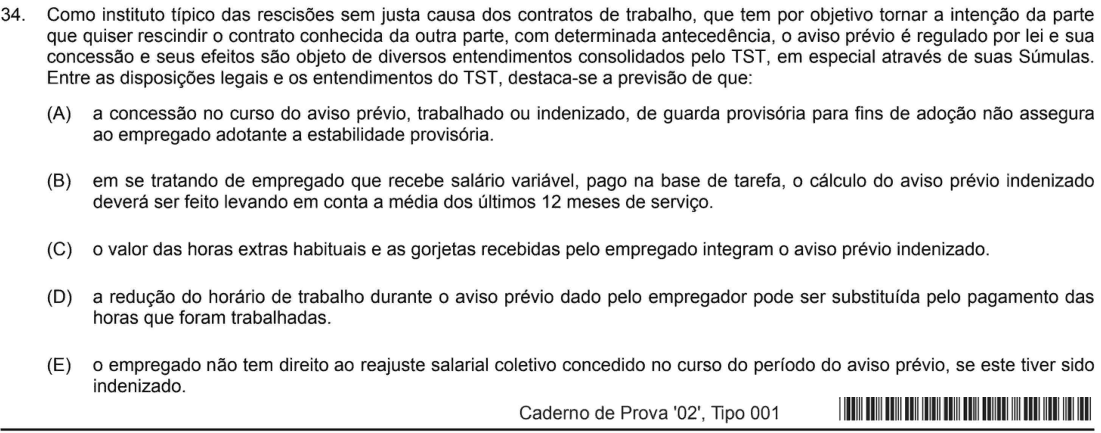 34. Como instituto típico das rescisões sem justa causa dos contratos de trabalho, que tem por objetivo tornar a intenção da parte
que quiser rescindir o contrato conhecida da outra parte, com determinada antecedência, o aviso prévio é regulado por lei e sua
concessão e seus efeitos são objeto de diversos entendimentos consolidados pelo TST, em especial através de suas Súmulas.
Entre as disposições legais e os entendimentos do TST, destaca-se a previsão de que:
(A) a concessão no curso do aviso prévio, trabalhado ou indenizado, de guarda provisória para fins de adoção não assegura
ao empregado adotante a estabilidade provisória.
(B) em se tratando de empregado que recebe salário variável, pago na base de tarefa, o cálculo do aviso prévio indenizado
deverá ser feito levando em conta a média dos últimos 12 meses de serviço.
(C) o valor das horas extras habituais e as gorjetas recebidas pelo empregado integram o aviso prévio indenizado.
(D) a redução do horário de trabalho durante o aviso prévio dado pelo empregador pode ser substituída pelo pagamento das
horas que foram trabalhadas.
(E) o empregado não tem direito ao reajuste salarial coletivo concedido no curso do período do aviso prévio, se este tiver sido
indenizado.
Caderno de Prova '02', Tipo 001